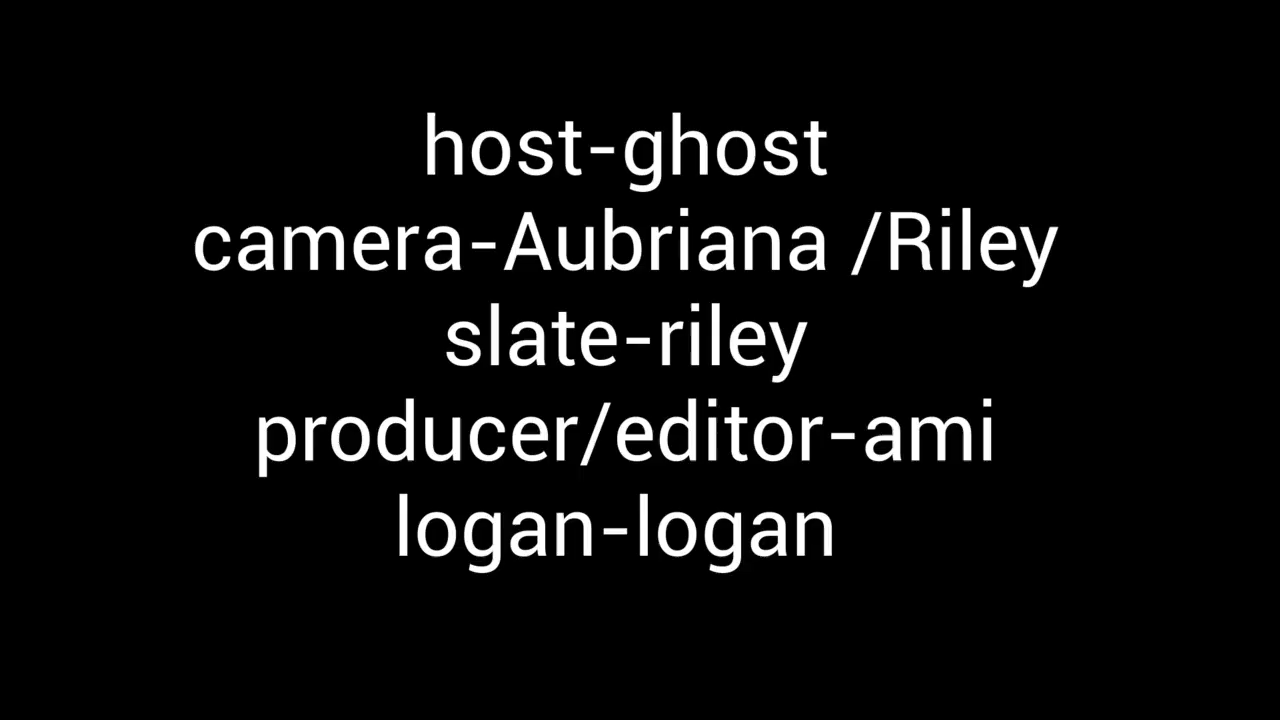 host-ghost
camera-Aubriana /Riley
slate-riley
producer/editor-ami
logan-logan